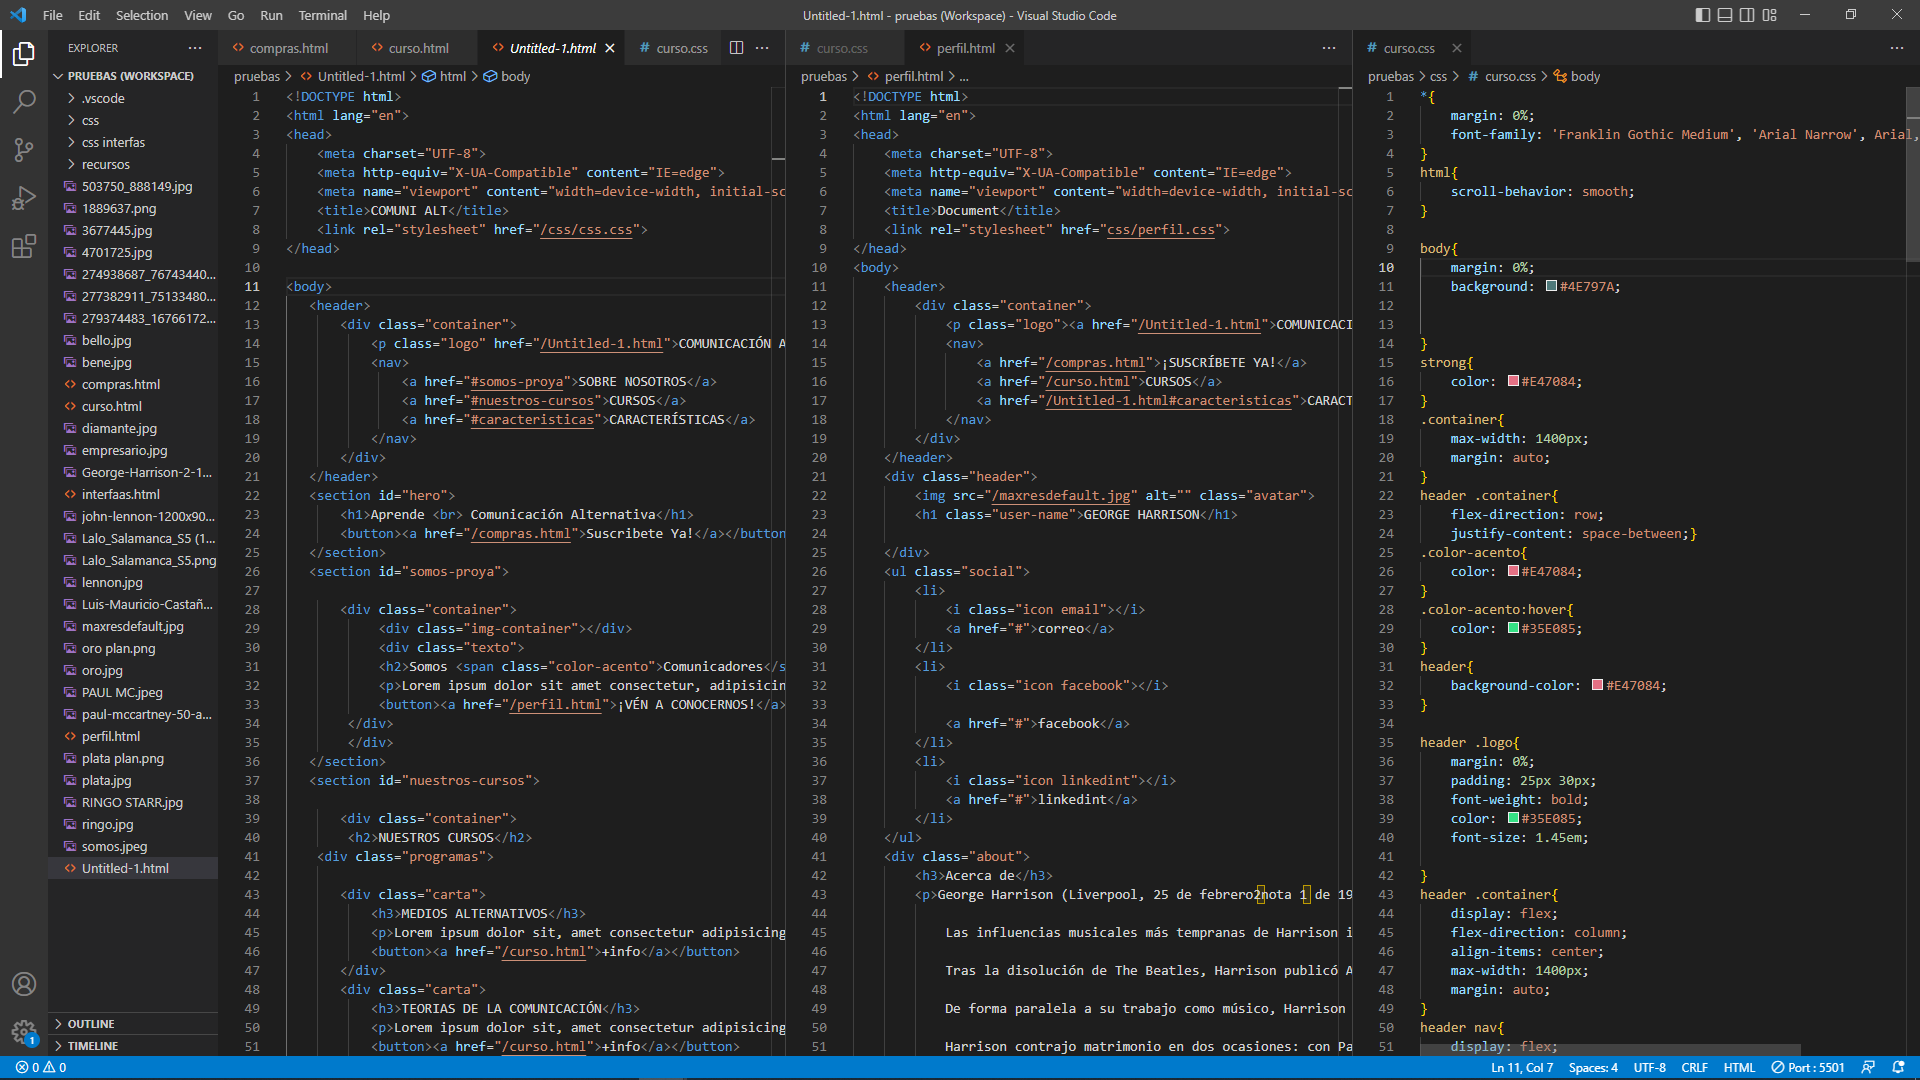 File Edit Selection View Go Run Terminal Help
Untitled-1.html - pruebas (Workspace) - Visual Studio Code
EXPLORER
PRUEBAS (WORKSPACE)
.vscode
css
css interfas
recursos
503750_888149.jpg
1889637.png
3677445.jpg
4701725.jpg
274938687_76743440...
277382911_75133480...
279374483_16766172...
bello.jpg
bene.jpg
compras.html
curso.html
diamante.jpg
empresario.jpg
George-Harrison-2-1...
interfaas.html
john-lennon-1200x90...
Lalo_Salamanca_S5 (1...
Lalo_Salamanca_S5.png
lennon.jpg
Luis-Mauricio-Castañ...
maxresdefault.jpg
oro plan.png
oro.jpg
PAUL MC.jpeg
paul-mccartney-50-a...
perfil.html
plata plan.png
plata.jpg
RINGO STARR.jpg
ringo.jpg
somos.jpeg
Untitled-1.html
OUTLINE
TIMELINE
compras.html curso.html Untitled-1.html # curso.css
pruebas > Untitled-1.html > html > body
1 <!DOCTYPE html>
2 <html lang="en">
3 <head>
4 <meta charset="UTF-8">
5 <meta http-equiv="X-UA-Compatible" content="IE=edge">
6 <meta name="viewport" content="width=device-width, initial-sc
7 <title>COMUNI ALT</title>
8 <link rel="stylesheet" href="/css/css.css">
9 </head>
10
11 <body>
12 <header>
13 <div class="container">
14 <p class="logo" href="/Untitled-1.html">COMUNICACIÓN A
15 <nav>
16 <a href="#somos-proya">SOBRE NOSOTROS</a>
17 <a href="#nuestros-cursos">CURSOS</a>
18 <a href="#caracteristicas">CARACTERÍSTICAS</a>
19 </nav>
20 </div>
21 </header>
22 <section id="hero">
23 <h1>Aprende <br> Comunicación Alternativa</h1>
24 <button><a href="/compras.html">Suscribete Ya!</a></button
25 </section>
26 <section id="somos-proya">
27
28 <div class="container">
29 <div class="img-container"></div>
30 <div class="texto">
31 <h2>Somos <span class="color-acento">Comunicadores</s
32 <p>Lorem ipsum dolor sit amet consectetur, adipisicin
33 <button><a href="/perfil.html">¡VÉN A CONOCERNOS!</a>
34 </div>
35 </div>
36 </section>
37 <section id="nuestros-cursos">
38
39 <div class="container">
40 <h2>NUESTROS CURSOS</h2>
41 <div class="programas">
42
43 <div class="carta">
44 <h3>MEDIOS ALTERNATIVOS</h3>
45 <p>Lorem ipsum dolor sit, amet consectetur adipisicing
46 <button><a href="/curso.html">+info</a></button>
47 </div>
48 <div class="carta">
49 <h3>TEORIAS DE LA COMUNICACIÓN</h3>
50 <p>Lorem ipsum dolor sit, amet consectetur adipisicing
51 <button><a href="/curso.html">+info</a></button>
# curso.css perfil.html
pruebas > perfil.html > ...
1 <!DOCTYPE html>
2 <html lang="en">
3 <head>
4 <meta charset="UTF-8">
5 <meta http-equiv="X-UA-Compatible" content="IE=edge">
6 <meta name="viewport" content="width=device-width, initial-sc
7 <title>Document</title>
8 <link rel="stylesheet" href="css/perfil.css">
9 </head>
10 <body>
11 <header>
12 <div class="container">
13 <p class="logo"><a href="/Untitled-1.html">COMUNICACI
14 <nav>
15 <a href="/compras.html">¡SUSCRÍBETE YA!</a>
16 <a href="/curso.html">CURSOS</a>
17 <a href="/Untitled-1.html#caracteristicas">CARACT
18 </nav>
19 </div>
20 </header>
21 <div class="header">
22 <img src="/maxresdefault.jpg" alt="" class="avatar">
23 <h1 class="user-name">GEORGE HARRISON</h1>
24
25 </div>
26 <ul class="social">
27 <li>
28 <i class="icon email"></i>
29 <a href="#">correo</a>
30 </li>
31 <li>
32 <i class="icon facebook"></i>
33
34 <a href="#">facebook</a>
35 </li>
36 <li>
37 <i class="icon linkedint"></i>
38 <a href="#">linkedint</a>
39 </li>
40 </ul>
41 <div class="about">
42 <h3>Acerca de</h3>
43 <p>George Harrison (Liverpool, 25 de febrero2nota 1 de 19
44
45 Las influencias musicales más tempranas de Harrison i
46
47 Tras la disolución de The Beatles, Harrison publicó A
48
49 De forma paralela a su trabajo como músico, Harrison
50
51 Harrison contrajo matrimonio en dos ocasiones: con Pa
# curso.css
pruebas > css > # curso.css > body
1 *{
2 margin: 0%;
3 font-family: 'Franklin Gothic Medium', 'Arial Narrow', Arial,
4 }
5 html{
6 scroll-behavior: smooth;
7 }
8
9 body{
10 margin: 0%;
11 background: #4E797A;
12
13
14 }
15 strong{
16 color: #E47084;
17 }
18 .container{
19 max-width: 1400px;
20 margin: auto;
21 }
22 header .container{
23 flex-direction: row;
24 justify-content: space-between;}
25 .color-acento{
26 color: #E47084;
27 }
28 .color-acento:hover{
29 color: #35E085;
30 }
31 header{
32 background-color: #E47084;
33 }
34
35 header .logo{
36 margin: 0%;
37 padding: 25px 30px;
38 font-weight: bold;
39 color: #35E085;
40 font-size: 1.45em;
41
42 }
43 header .container{
44 display: flex;
45 flex-direction: column;
46 align-items: center;
47 max-width: 1400px;
48 margin: auto;
49 }
50 header nav{
51 display: flex;
1
0 0 Ln 11, Col 7 Spaces: 4 UTF-8 CRLF HTML Port : 5501